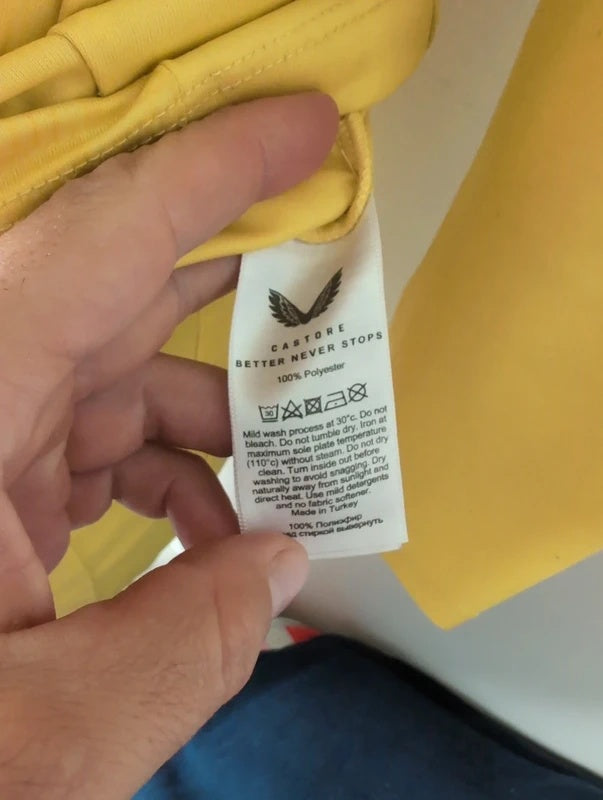 CASTORE
BETTER NEVER STOPS
100% Polyester
30
Mild wash process at 30°c. Do not
bleach. Do not tumble dry. Iron at
maximum sole plate temperature
(110°c) without steam. Do not dry
clean. Turn inside out before
washing to avoid snagging. Dry
naturally away from sunlight and
direct heat. Use mild detergents
and no fabric softener.
Made in Turkey
100% Полиэфир
стиркой вывернуть